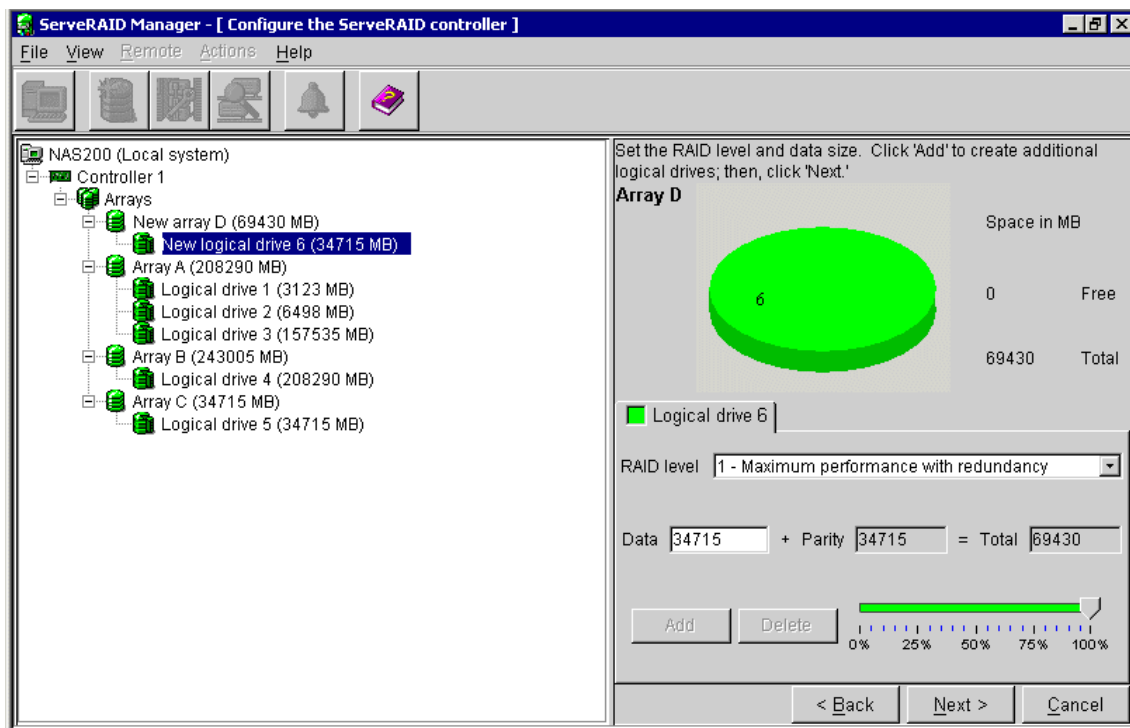 ServeRAID Manager - [ Configure the ServeRAID controller ]
File View Remote Actions Help
NAS200 (Local system)
Controller 1
Arrays
New array D (69430 MB)
New logical drive 6 (34715 MB)
Array A (208290 MB)
Logical drive 1 (3123 MB)
Logical drive 2 (6498 MB)
Logical drive 3 (157535 MB)
Array B (243005 MB)
Logical drive 4 (208290 MB)
Array C (34715 MB)
Logical drive 5 (34715 MB)
Set the RAID level and data size. Click 'Add' to create additional
logical drives; then, click 'Next.'
Array D
Space in MB
6
0 Free
69430 Total
Logical drive 6
RAID level 1 - Maximum performance with redundancy
Data 34715 + Parity 34715 = Total 69430
Add Delete
0% 25% 50% 75% 100%
< Back Next > Cancel